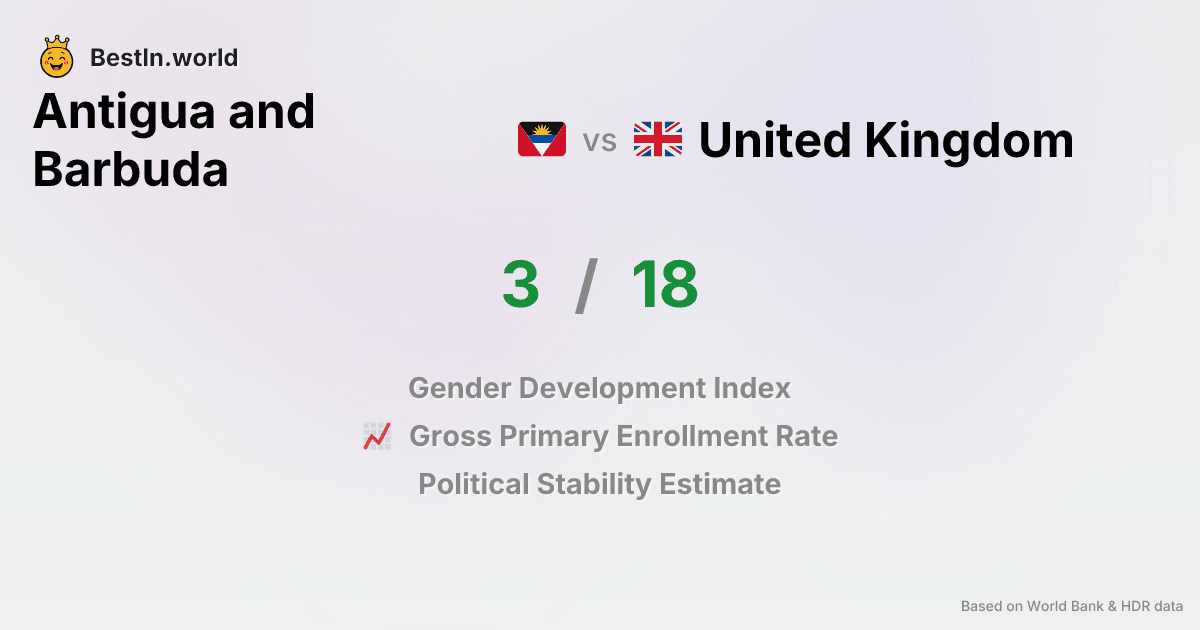 BestIn.world
Antigua and
Barbuda
vs
United Kingdom
3 / 18
Gender Development Index
Gross Primary Enrollment Rate
Political Stability Estimate
Based on World Bank & HDR data